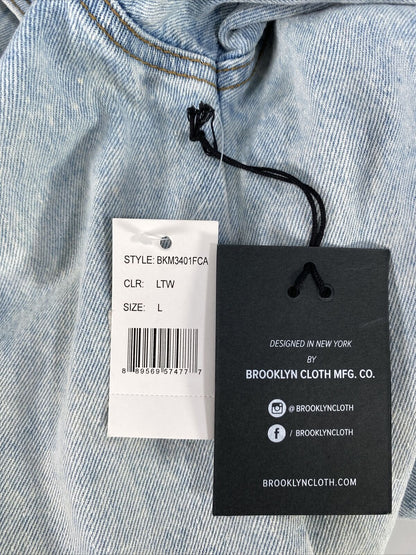 STYLE: BKM3401FCA
CLR: LTW
SIZE: L
8 89569 57477 7
DESIGNED IN NEW YORK
BY
BROOKLYN CLOTH MFG. CO.
@BROOKLYNCLOTH
f / BROOKLYNCLOTH
BROOKLYNCLOTH.COM